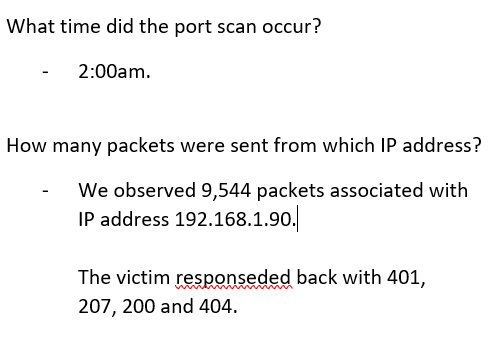 What time did the port scan occur?
- 2:00am.
How many packets were sent from which IP address?
- We observed 9,544 packets associated with
IP address 192.168.1.90.
The victim responseded back with 401,
207, 200 and 404.